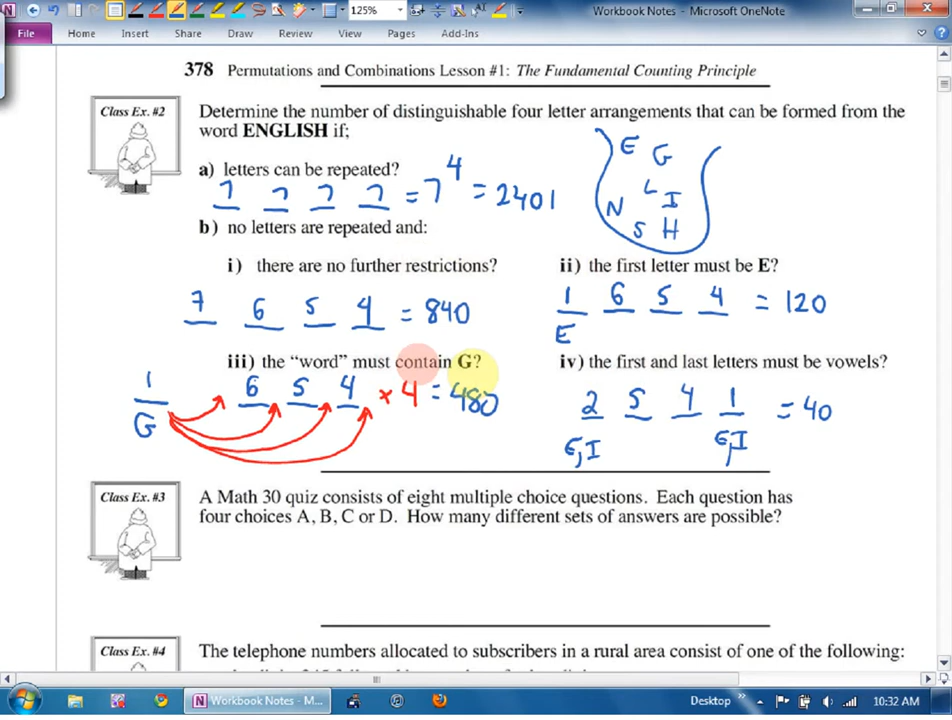 125%
Workbook Notes - Microsoft OneNote
File Home Insert Share Draw Review View Pages Add-Ins
378 Permutations and Combinations Lesson #1: The Fundamental Counting Principle
Class Ex. #2
Determine the number of distinguishable four letter arrangements that can be formed from the
word ENGLISH if;
a) letters can be repeated?
7 7 7 7 = 7^4 = 2401
E G
L I
N S H
b) no letters are repeated and:
i) there are no further restrictions?
7 6 5 4 = 840
ii) the first letter must be E?
1 6 5 4 = 120
E
iii) the “word” must contain G?
1 6 5 4 × 4 = 480
G
iv) the first and last letters must be vowels?
2 5 4 1 = 40
E,I E,I
Class Ex. #3
A Math 30 quiz consists of eight multiple choice questions. Each question has
four choices A, B, C or D. How many different sets of answers are possible?
Class Ex. #4
The telephone numbers allocated to subscribers in a rural area consist of one of the following:
Workbook Notes - M...
Desktop
10:32 AM